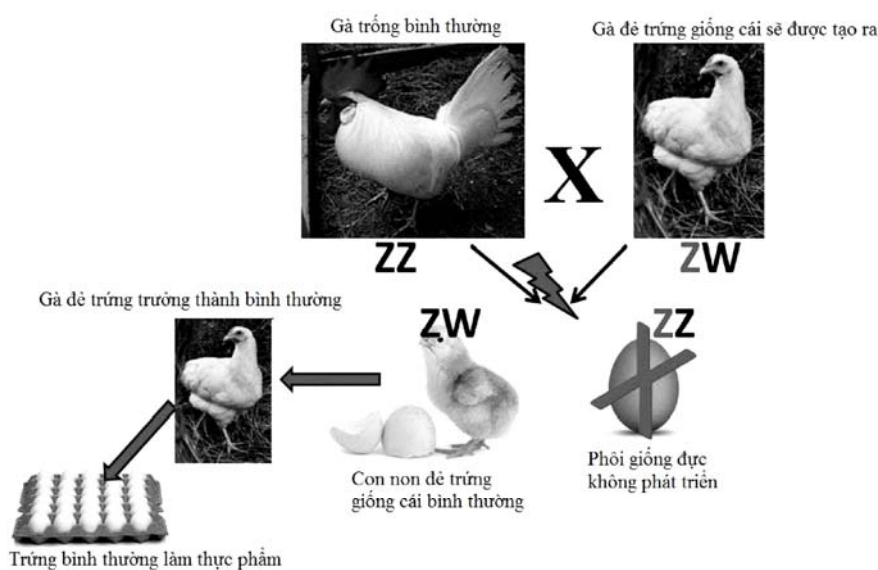 Gà trống bình thường
Gà đẻ trứng giống cái sẽ được tạo ra
X
ZZ
ZW
Gà đẻ trứng trưởng thành bình thường
ZW
ZZ
Con non đẻ trứng
giống cái bình thường
Phôi giống đực
không phát triển
Trứng bình thường làm thực phẩm